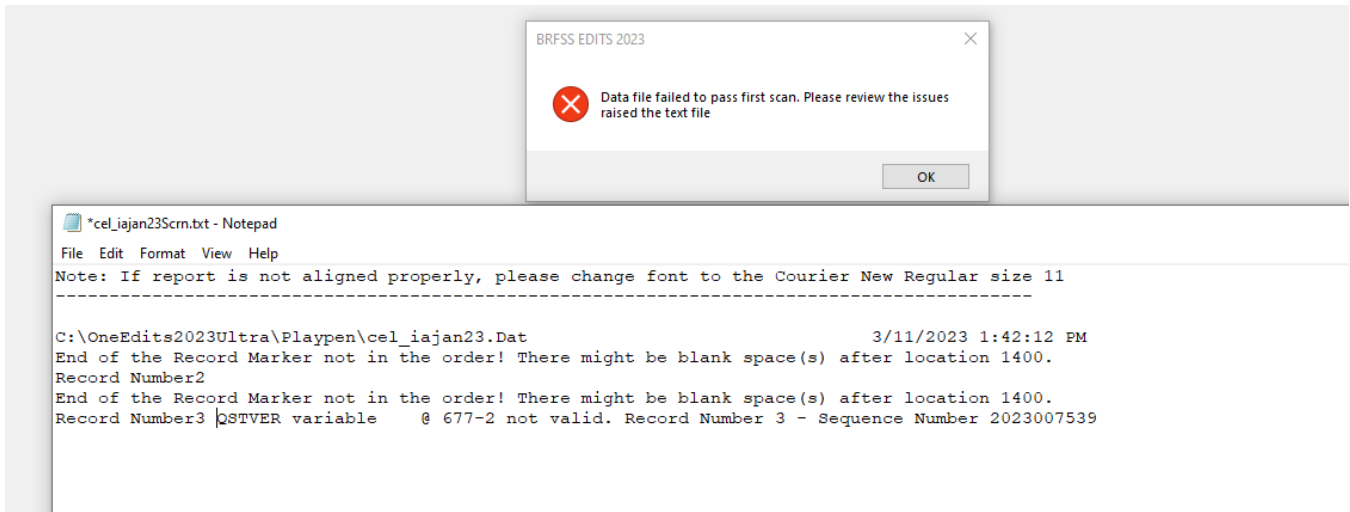 BRFSS EDITS 2023
Data file failed to pass first scan. Please review the issues
raised the text file
OK
*cel_iajan23Scrn.txt - Notepad
File Edit Format View Help
Note: If report is not aligned properly, please change font to the Courier New Regular size 11
--------------------------------------------------------------------------------------------
C:\OneEdits2023Ultra\Playpen\cel_iajan23.Dat 3/11/2023 1:42:12 PM
End of the Record Marker not in the order! There might be blank space(s) after location 1400.
Record Number2
End of the Record Marker not in the order! There might be blank space(s) after location 1400.
Record Number3 QSTVER variable @ 677-2 not valid. Record Number 3 - Sequence Number 2023007539